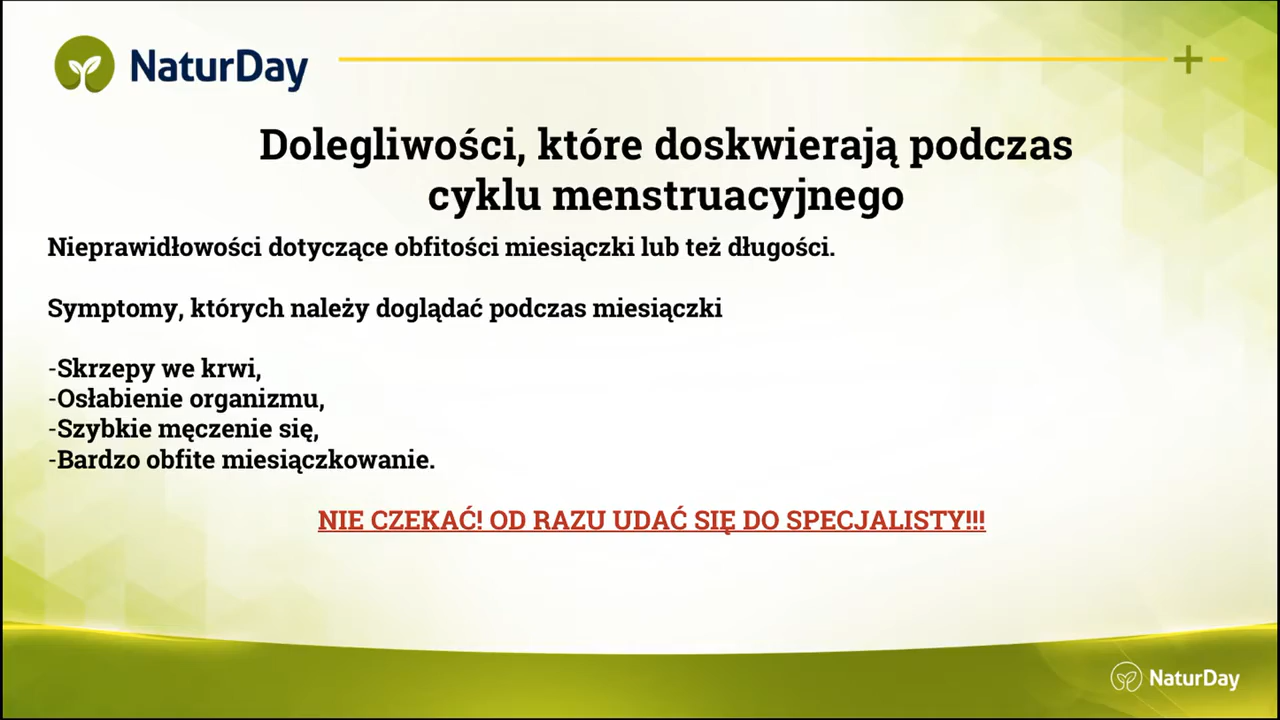 NaturDay
Dolegliwości, które doskwierają podczas
cyklu menstruacyjnego
Nieprawidłowości dotyczące obfitości miesiączki lub też długości.
Symptomy, których należy doglądać podczas miesiączki
-Skrzepy we krwi,
-Osłabienie organizmu,
-Szybkie męczenie się,
-Bardzo obfite miesiączkowanie.
NIE CZEKAĆ! OD RAZU UDAĆ SIĘ DO SPECJALISTY!!!
NaturDay